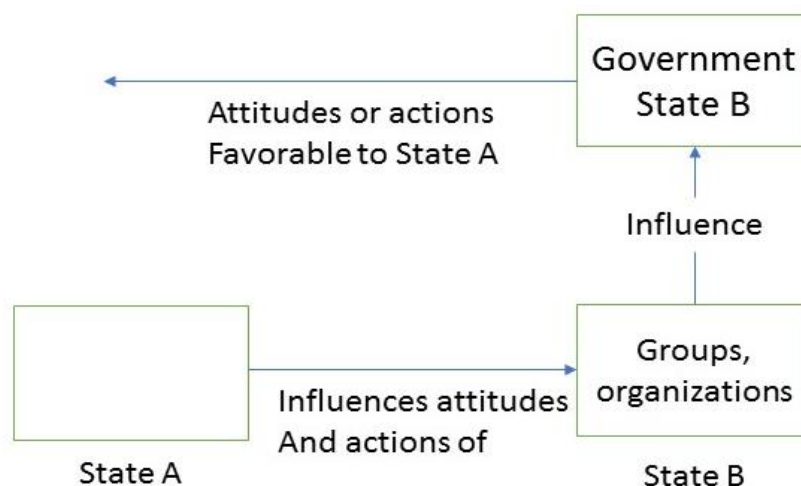 Government
State B
Attitudes or actions
Favorable to State A
Influence
Groups,
organizations
Influences attitudes
And actions of
State A
State B